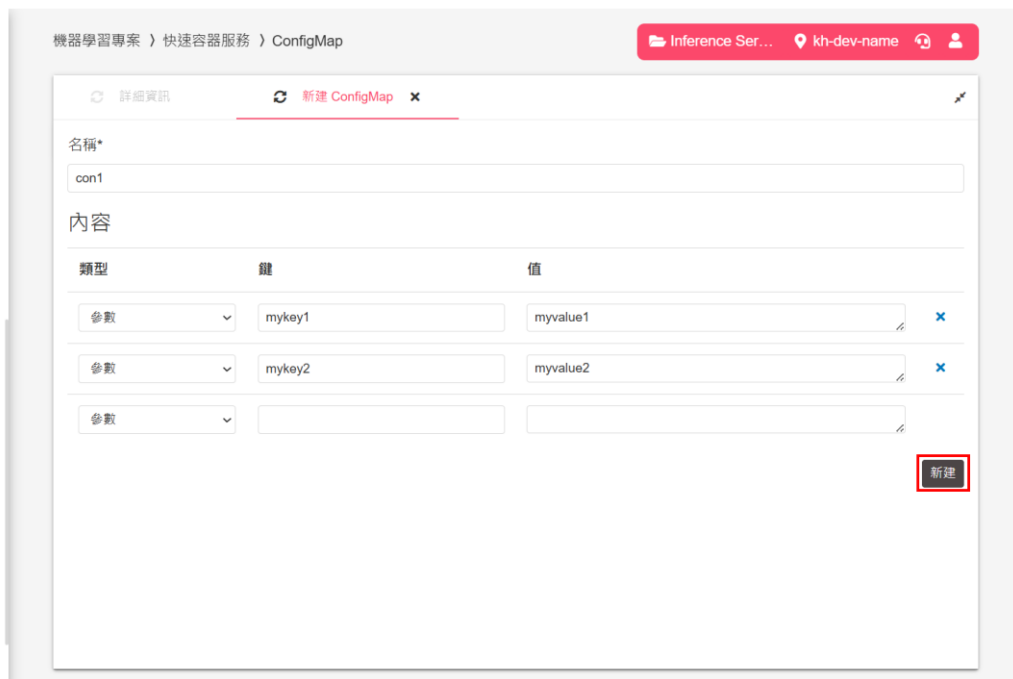 機器學習專案 ❯ 快速容器服務 ❯ ConfigMap
Inference Ser... kh-dev-name
詳細資訊 新建 ConfigMap
名稱*
con1
內容
類型 鍵 值
參數 mykey1 myvalue1
參數 mykey2 myvalue2
參數
新建